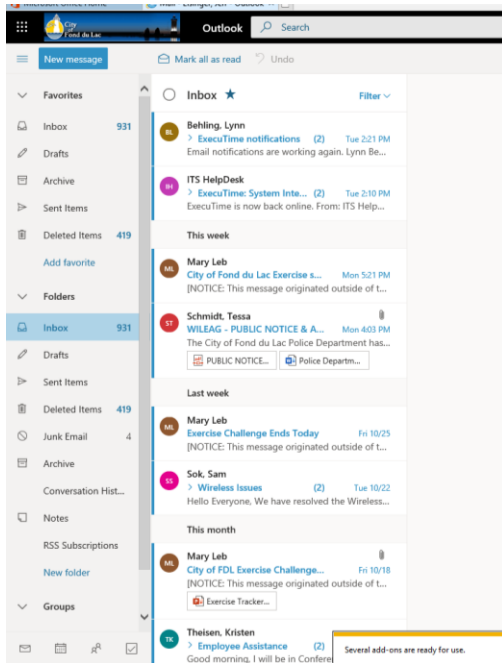 City
of
Fond du Lac
Outlook
Search
New message
Mark all as read
Undo
Favorites
Inbox 931
Drafts
Archive
Sent Items
Deleted Items 419
Add favorite
Folders
Inbox 931
Drafts
Sent Items
Deleted Items 419
Junk Email 4
Archive
Conversation Hist...
Notes
RSS Subscriptions
New folder
Groups
Inbox ★ Filter
BL
Behling, Lynn
> ExecuTime notifications (2) Tue 2:21 PM
Email notifications are working again. Lynn Be...
IH
ITS HelpDesk
> ExecuTime: System Inte... (2) Tue 2:10 PM
ExecuTime is now back online. From: ITS Help...
This week
ML
Mary Leb
City of Fond du Lac Exercise s... Mon 5:21 PM
[NOTICE: This message originated outside of t...
ST
Schmidt, Tessa
WILEAG - PUBLIC NOTICE & A... Mon 4:03 PM
The City of Fond du Lac Police Department has...
PUBLIC NOTICE... Police Departm...
Last week
ML
Mary Leb
Exercise Challenge Ends Today Fri 10/25
[NOTICE: This message originated outside of t...
SS
Sok, Sam
> Wireless Issues (2) Tue 10/22
Hello Everyone, We have resolved the Wireless...
This month
ML
Mary Leb
City of FDL Exercise Challenge... Fri 10/18
[NOTICE: This message originated outside of t...
Exercise Tracker...
TK
Theisen, Kristen
> Employee Assistance (2)
Good morning, I will be in Confere
Several add-ons are ready for use.